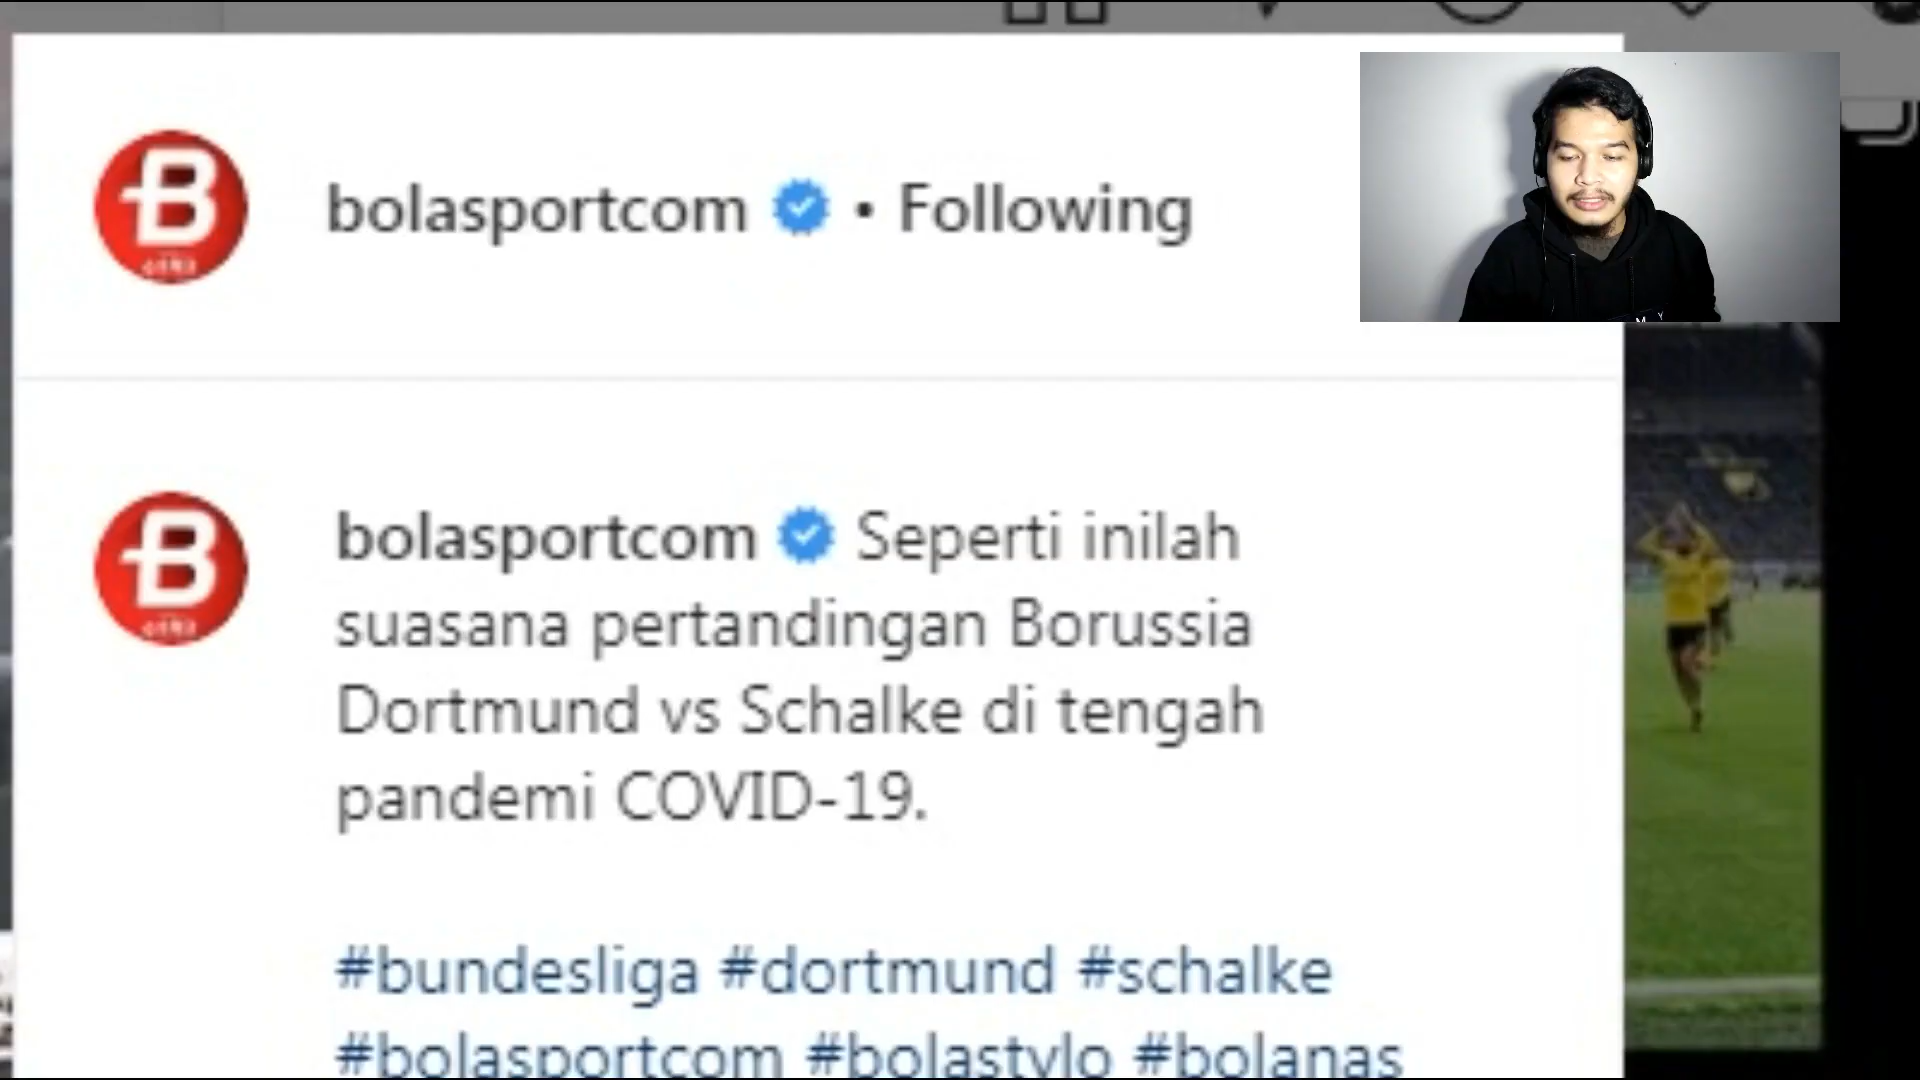 bolasportcom • Following
bolasportcom Seperti inilah
suasana pertandingan Borussia
Dortmund vs Schalke di tengah
pandemi COVID-19.
#bundesliga #dortmund #schalke
#bolasportcom #bolastylo #bolanas
B
B
M Y